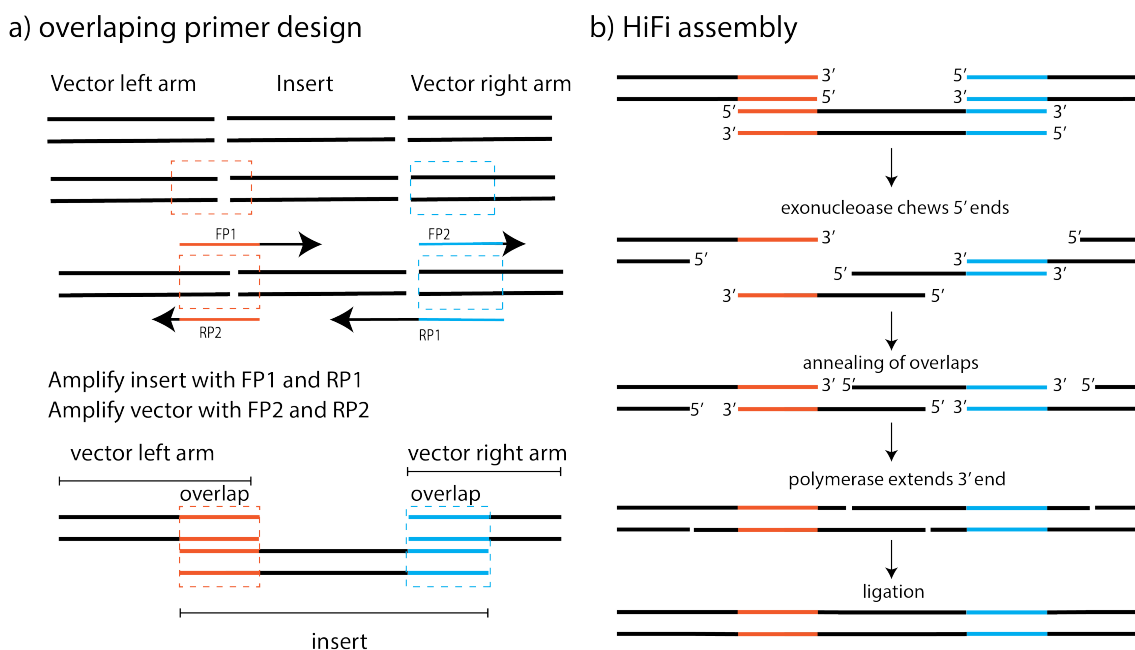 a) overlaping primer design
Vector left arm Insert Vector right arm
FP1 FP2
RP2 RP1
Amplify insert with FP1 and RP1
Amplify vector with FP2 and RP2
vector left arm vector right arm
overlap overlap
insert
b) HiFi assembly
3’ 5’
5’ 3’
5’ 3’
3’ 5’
exonucleoase chews 5’ ends
3’ 5’
5’ 3’
5’ 3’
3’ 5’
annealing of overlaps
3’ 5’ 3’ 5’
5’ 3’ 5’ 3’
polymerase extends 3’ end
ligation